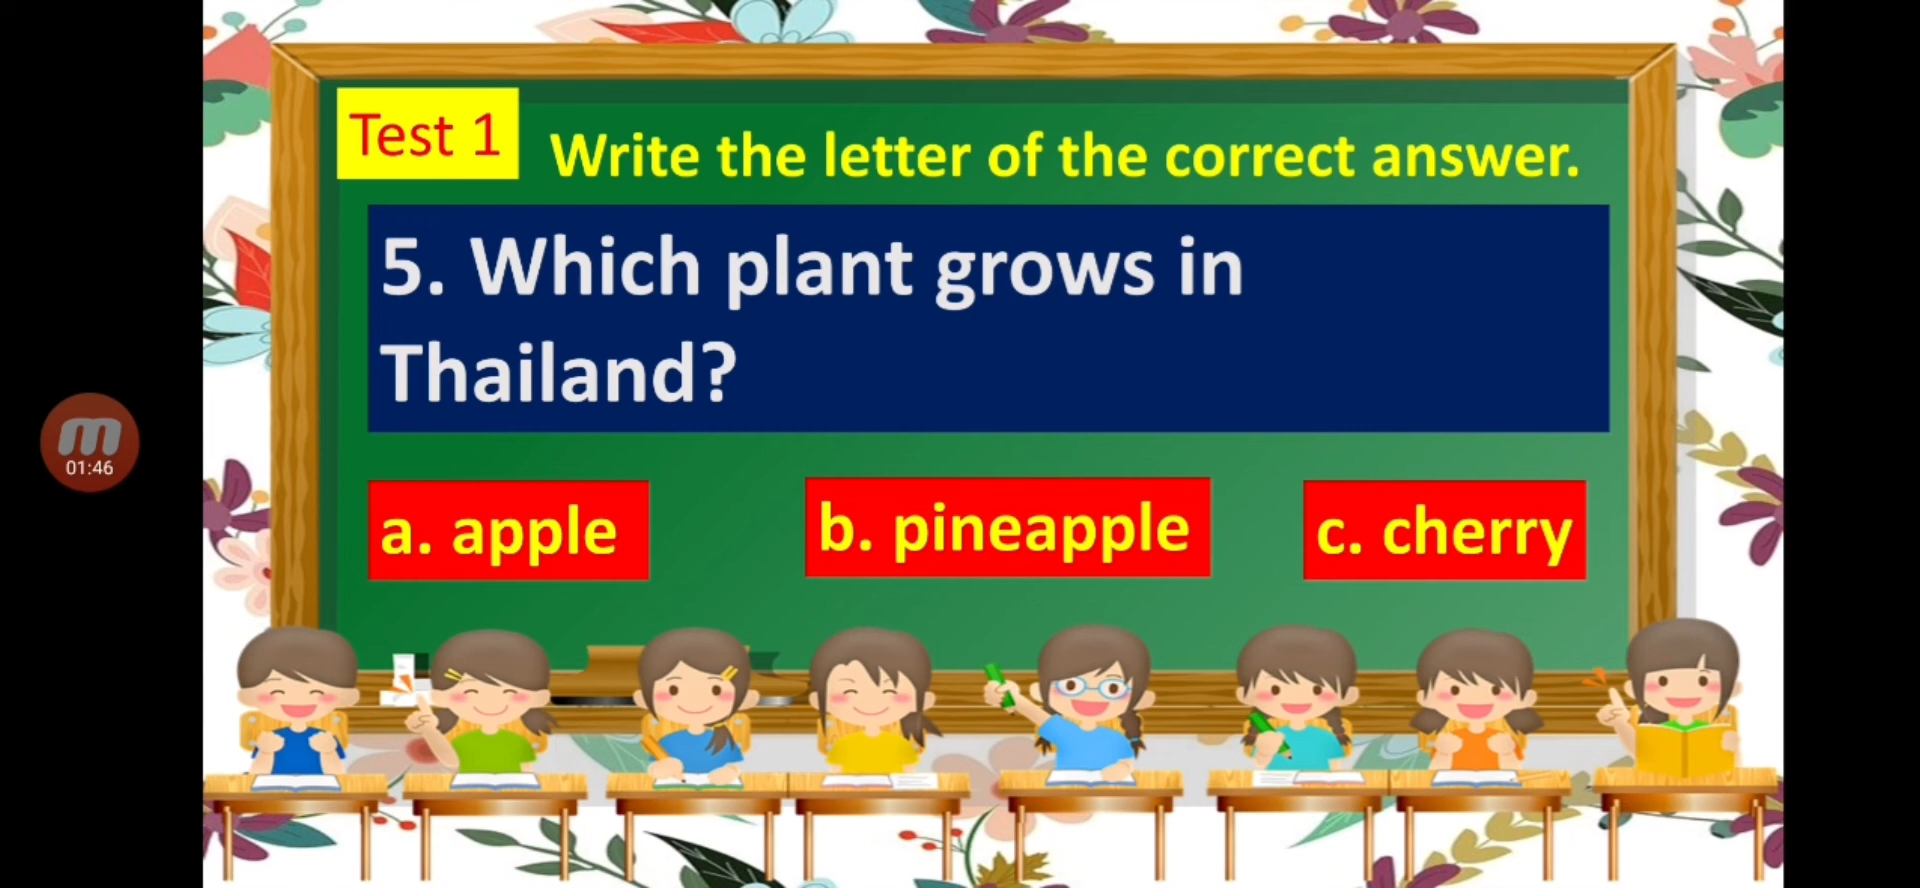 Test 1
Write the letter of the correct answer.
5. Which plant grows in
Thailand?
a. apple
b. pineapple
c. cherry
m
01:46